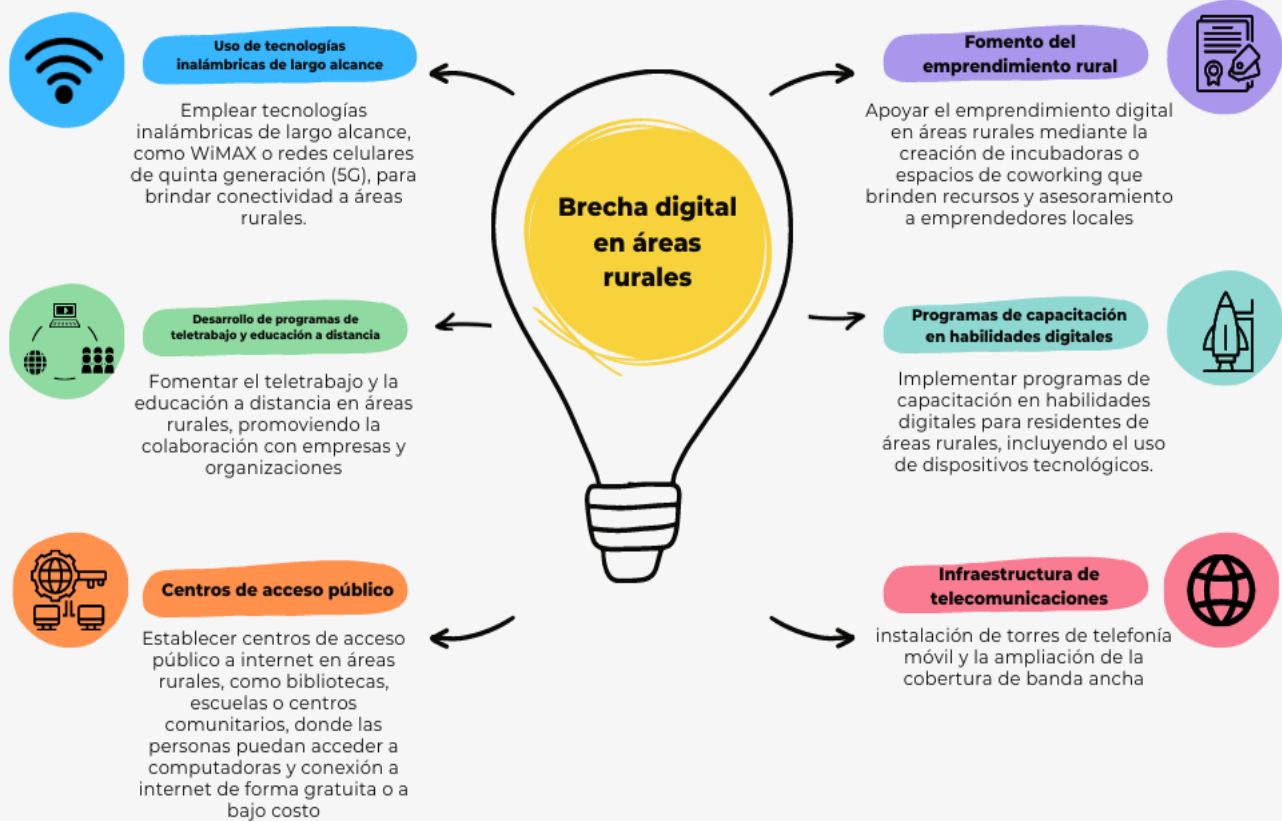 Uso de tecnologías
inalámbricas de largo alcance
Emplear tecnologías
inalámbricas de largo alcance,
como WiMAX o redes celulares
de quinta generación (5G), para
brindar conectividad a áreas
rurales.
Desarrollo de programas de
teletrabajo y educación a distancia
Fomentar el teletrabajo y la
educación a distancia en áreas
rurales, promoviendo la
colaboración con empresas y
organizaciones
Centros de acceso público
Establecer centros de acceso
público a internet en áreas
rurales, como bibliotecas,
escuelas o centros
comunitarios, donde las
personas puedan acceder a
computadoras y conexión a
internet de forma gratuita o a
bajo costo
Brecha digital
en áreas
rurales
Fomento del
emprendimiento rural
Apoyar el emprendimiento digital
en áreas rurales mediante la
creación de incubadoras o
espacios de coworking que
brinden recursos y asesoramiento
a emprendedores locales
Programas de capacitación
en habilidades digitales
Implementar programas de
capacitación en habilidades
digitales para residentes de
áreas rurales, incluyendo el uso
de dispositivos tecnológicos.
Infraestructura de
telecomunicaciones
instalación de torres de telefonía
móvil y la ampliación de la
cobertura de banda ancha